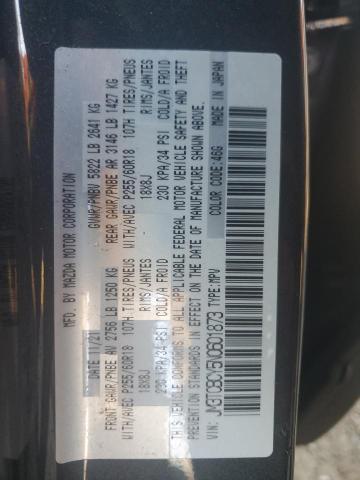 MFD. BY MAZDA MOTOR CORPORATION
DATE: 11/21 GVWR/PNBV 5822 LB 2641 KG
FRONT GAWR/PNBE AV 2756 LB 1250 KG REAR GAWR/PNBE AR 3146 LB 1427 KG
WITH/AVEC P255/60R18 107H TIRES/PNEUS WITH/AVEC P255/60R18 107H TIRES/PNEUS
18X8J RIMS/JANTES 18X8J RIMS/JANTES
230 KPA/34 PSI COLD/A FROID 230 KPA/34 PSI COLD/A FROID
THIS VEHICLE CONFORMS TO ALL APPLICABLE FEDERAL MOTOR VEHICLE SAFETY AND THEFT
PREVENTION STANDARDS IN EFFECT ON THE DATE OF MANUFACTURE SHOWN ABOVE.
MADE IN JAPAN
VIN: TYPE: MPV COLOR CODE: 46G